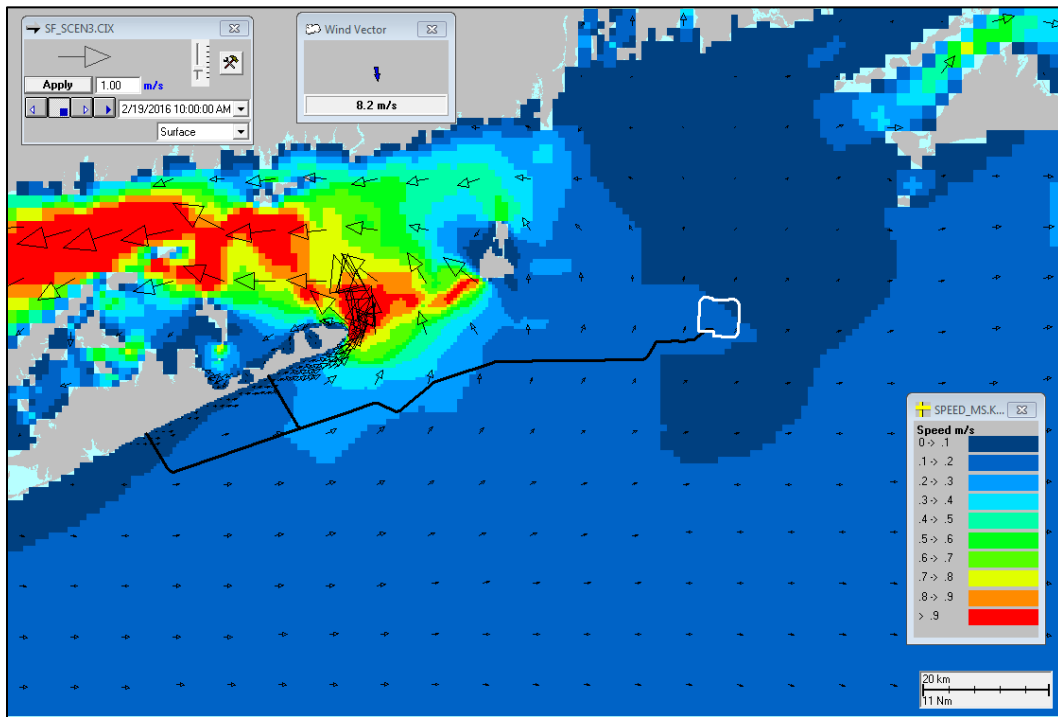 SF_SCEN3.CIX
Apply 1.00 m/s
2/19/2016 10:00:00 AM
Surface
Wind Vector
8.2 m/s
SPEED_MS.K...
Speed m/s
0 -> .1
.1 -> .2
.2 -> .3
.3 -> .4
.4 -> .5
.5 -> .6
.6 -> .7
.7 -> .8
.8 -> .9
> .9
20 km
11 Nm